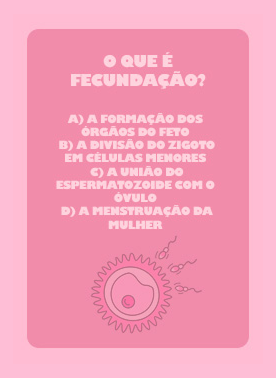 O QUE É
FECUNDAÇÃO?
A) A FORMAÇÃO DOS
ÓRGÃOS DO FETO
B) A DIVISÃO DO ZIGOTO
EM CÉLULAS MENORES
C) A UNIÃO DO
ESPERMATOZOIDE COM O
ÓVULO
D) A MENSTRUAÇÃO DA
MULHER